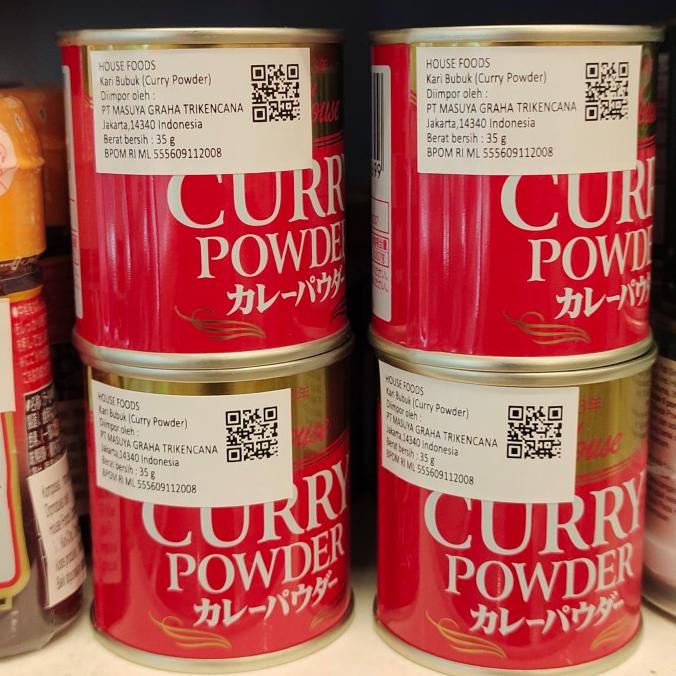 HOUSE FOODS
Kari Bubuk (Curry Powder)
Diimpor oleh :
PT MASUYA GRAHA TRIKENCANA
Jakarta,14340 Indonesia
Berat bersih : 35 g
BPOM RI ML 555609112008
CURRY
POWDER
カレーパウダー
HOUSE FOODS
Kari Bubuk (Curry Powder)
Diimpor oleh :
PT MASUYA GRAHA TRIKENCANA
Jakarta,14340 Indonesia
Berat bersih : 35 g
BPOM RI ML 555609112008
CURR
POWDE
カレーパウダ
HOUSE FOODS
Kari Bubuk (Curry Powder)
Diimpor oleh :
PT MASUYA GRAHA TRIKENCANA
Jakarta,14340 Indonesia
Berat bersih : 35 g
BPOM RI ML 555609112008
CURRY
POWDER
カレーパウダー
HOUSE FOODS
Kari Bubuk (Curry Powder)
Diimpor oleh :
PT MASUYA GRAHA TRIKENCANA
Jakarta,14340 Indonesia
Berat bersih : 35 g
BPOM RI ML 555609112008
House
CURRY
POWDER
カレーパウダー